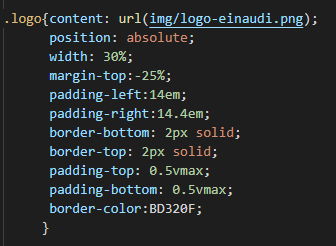 .logo{content: url(img/logo-einaudi.png);
position: absolute;
width: 30%;
margin-top:-25%;
padding-left:14em;
padding-right:14.4em;
border-bottom: 2px solid;
border-top: 2px solid;
padding-top: 0.5vmax;
padding-bottom: 0.5vmax;
border-color:BD320F;
}